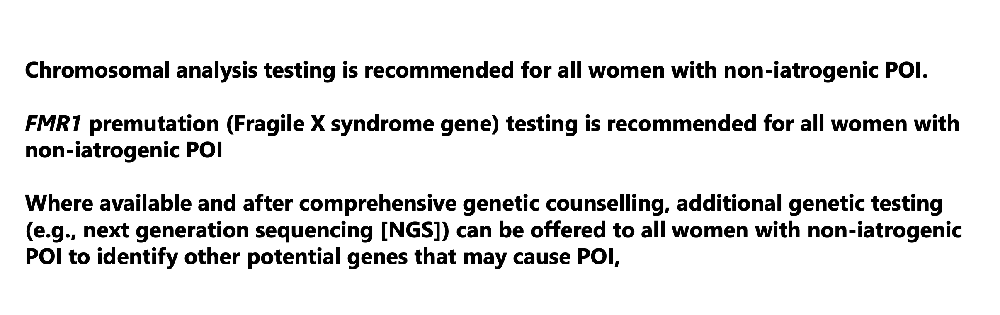 Chromosomal analysis testing is recommended for all women with non-iatrogenic POI.
FMR1 premutation (Fragile X syndrome gene) testing is recommended for all women with
non-iatrogenic POI
Where available and after comprehensive genetic counselling, additional genetic testing
(e.g., next generation sequencing [NGS]) can be offered to all women with non-iatrogenic
POI to identify other potential genes that may cause POI,